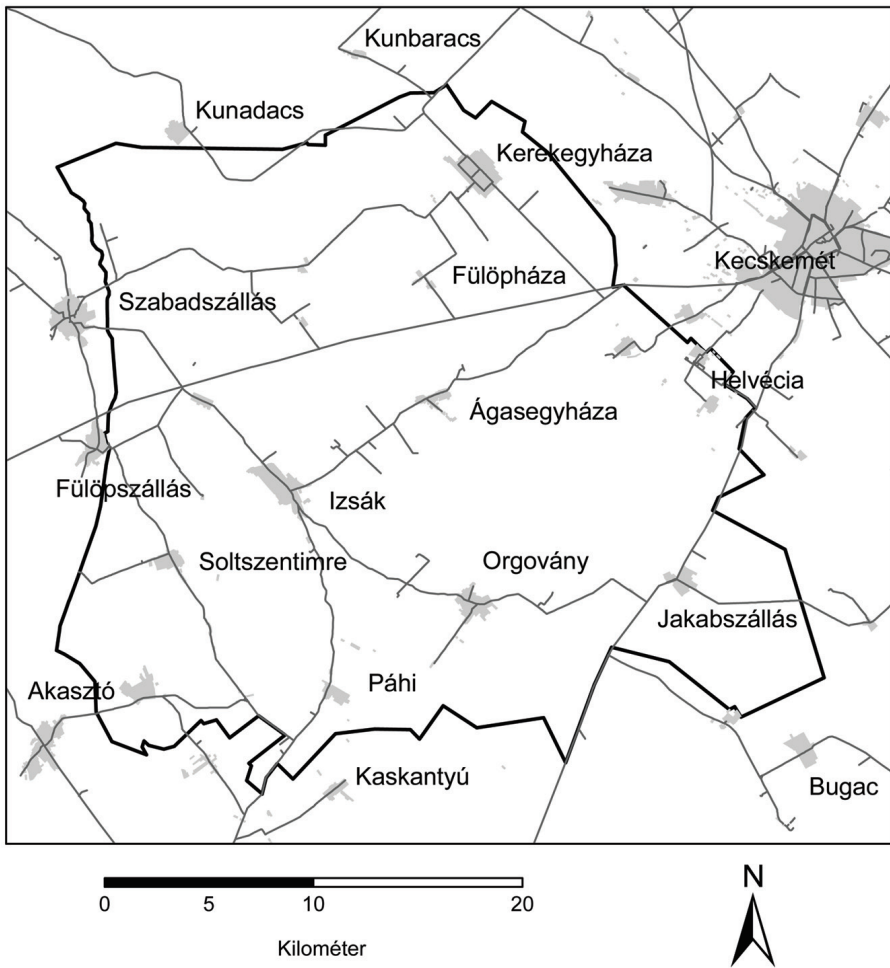 Kunbaracs
Kunadacs
Kerekegyháza
Kecskemét
Fülöpháza
Szabadszállás
Helvécia
Ágasegyháza
Fülöpszállás
Izsák
Soltszentimre
Orgovány
Jakabszállás
Akasztó
Páhi
Kaskantyú
Bugac
0 5 10 20
Kilométer
N